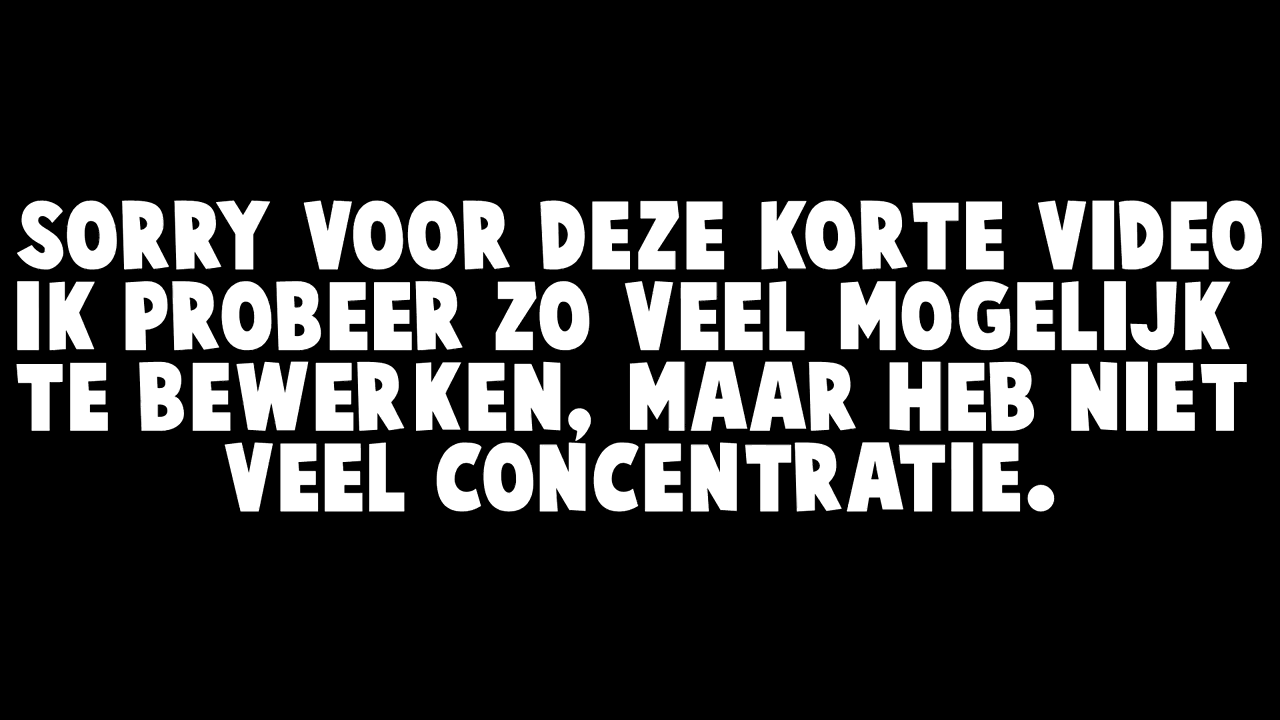 SORRY VOOR DEZE KORTE VIDEO
IK PROBEER ZO VEEL MOGELIJK
TE BEWERKEN, MAAR HEB NIET
VEEL CONCENTRATIE.